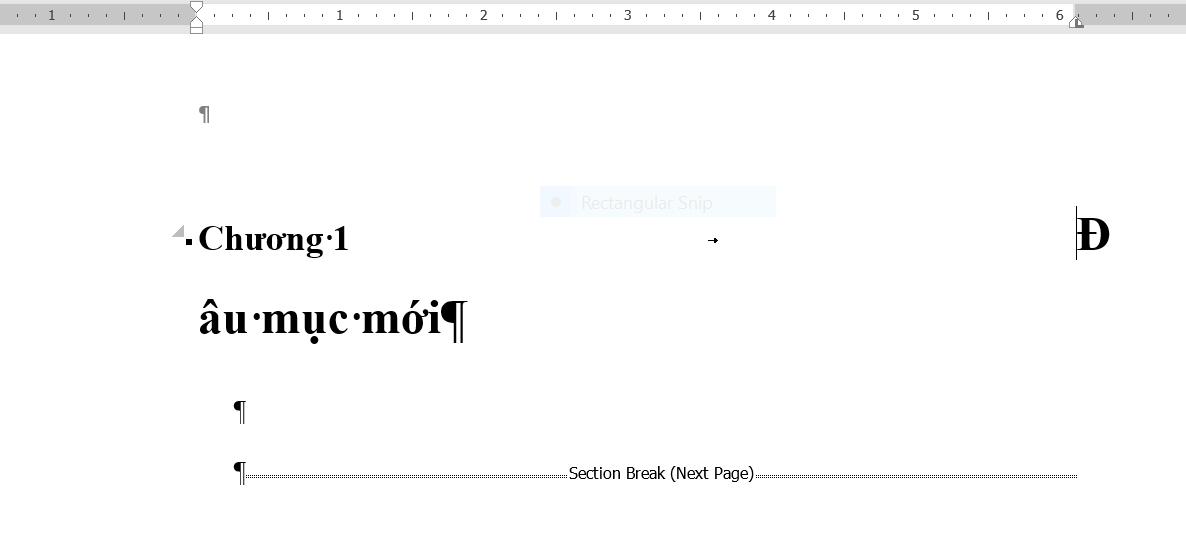 1 1 2 3 4 5 6
¶
Rectangular Snip
Chương·1 → Đ
âu·mục·mới¶
¶
¶ Section Break (Next Page)